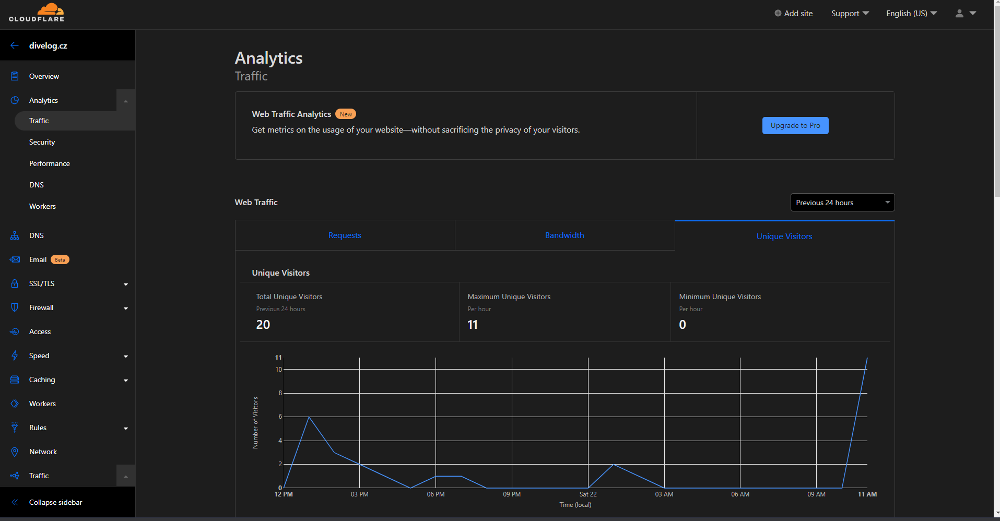 CLOUDFLARE
Add site
Support
English (US)
divelog.cz
Overview
Analytics
Traffic
Security
Performance
DNS
Workers
DNS
Email Beta
SSL/TLS
Firewall
Access
Speed
Caching
Workers
Rules
Network
Traffic
Collapse sidebar
Analytics
Traffic
Web Traffic Analytics New
Get metrics on the usage of your website—without sacrificing the privacy of your visitors.
Upgrade to Pro
Web Traffic
Previous 24 hours
Requests
Bandwidth
Unique Visitors
Unique Visitors
Total Unique Visitors
Previous 24 hours
20
Maximum Unique Visitors
Per hour
11
Minimum Unique Visitors
Per hour
0
Number of Visitors
11
10
8
6
4
2
0
12 PM
03 PM
06 PM
09 PM
Sat 22
03 AM
06 AM
09 AM
11 AM
Time (local)